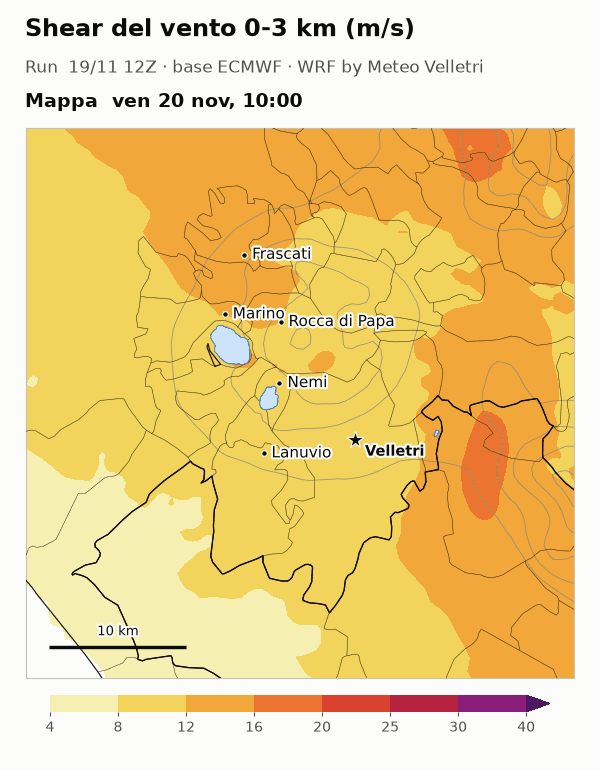 Shear del vento 0-3 km (m/s)
Run  19/11 12Z · base ECMWF · WRF by Meteo Velletri
Mappa  ven 20 nov, 10:00
Frascati
Marino
Rocca di Papa
Nemi
Velletri
Lanuvio
10 km
4 8 12 16 20 25 30 40